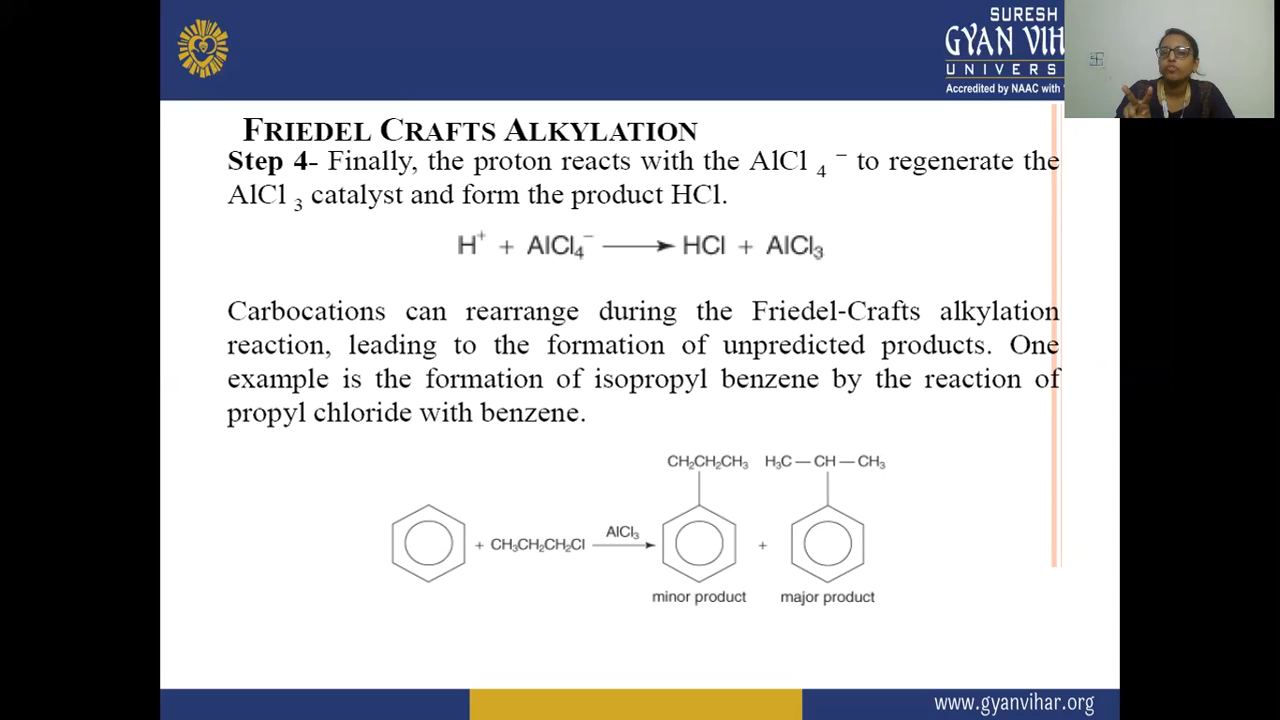 SURESH
GYAN VIH
UNIVERS
Accredited by NAAC with
FRIEDEL CRAFTS ALKYLATION
Step 4- Finally, the proton reacts with the AlCl 4 − to regenerate the
AlCl 3 catalyst and form the product HCl.
H+ + AlCl4− ⟶ HCl + AlCl3
Carbocations can rearrange during the Friedel-Crafts alkylation
reaction, leading to the formation of unpredicted products. One
example is the formation of isopropyl benzene by the reaction of
propyl chloride with benzene.
CH2CH2CH3 H3C — CH — CH3
+ CH3CH2CH2Cl AlCl3 +
minor product major product
www.gyanvihar.org